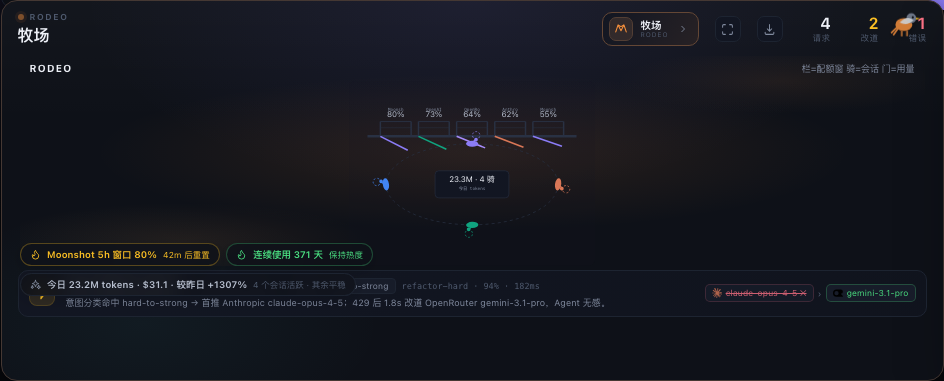 RODEO
牧场
牧场
RODEO
4
请求
2
改道
1
错误
RODEO
栏=配额窗 骑=会话 门=用量
80%
73%
64%
62%
55%
23.3M · 4 骑
今日 tokens
Moonshot 5h 窗口 80% 42m 后重置
连续使用 371 天 保持热度
今日 23.2M tokens · $31.1 · 较昨日 +1307% 4 个会话活跃 · 其余平稳
o-strong refactor-hard · 94% · 182ms
意图分类命中 hard-to-strong → 首推 Anthropic claude-opus-4-5；429 后 1.8s 改道 OpenRouter gemini-3.1-pro。Agent 无感。
claude-opus-4-5 × › gemini-3.1-pro